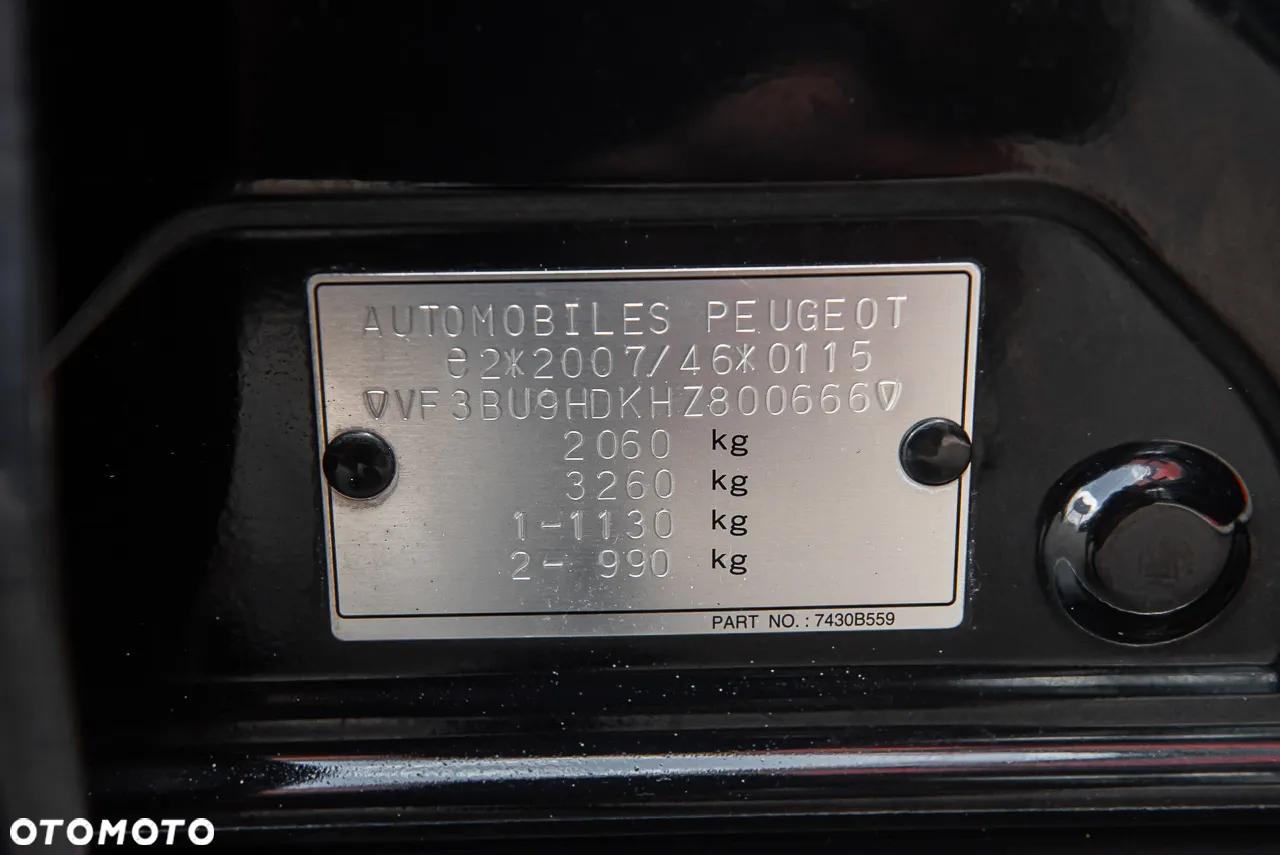 AUTOMOBILES PEUGEOT
e2*2007/46*0115
VF3BU9HDKHZ800666
2060 kg
3260 kg
1-1130 kg
2- 990 kg
PART NO.: 7430B559
OTOMOTO